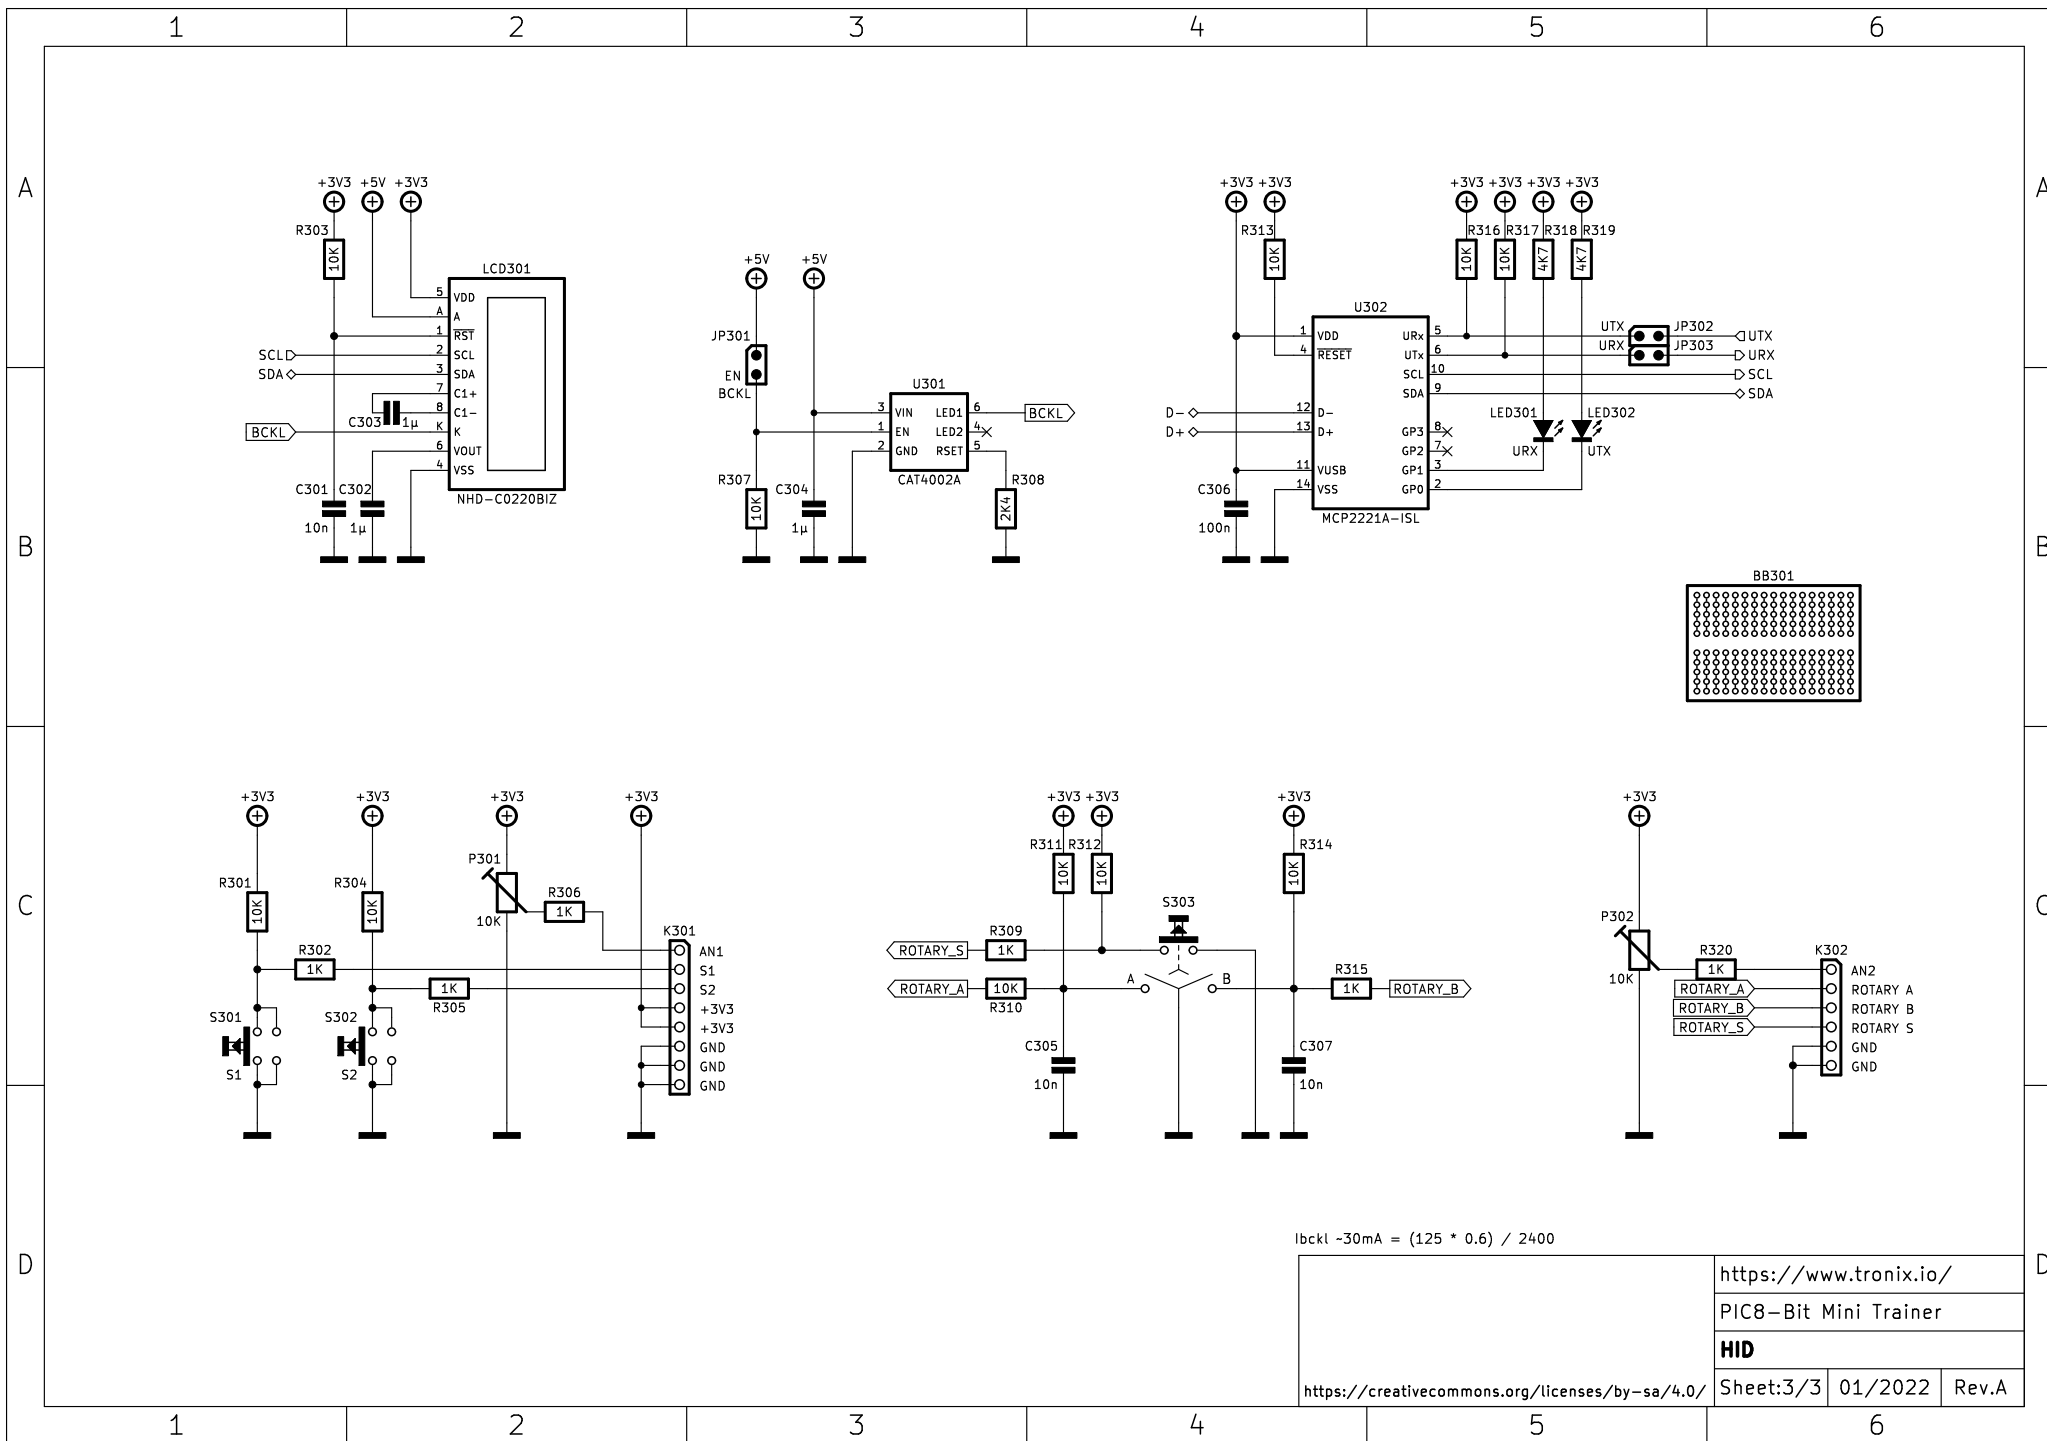 1 2 3 4 5 6
A A
B B
C C
D D
+3V3 +5V +3V3
R303
10K
LCD301
5 VDD
A A
1 RST
SCL 2 SCL
SDA 3 SDA
7 C1+
8 C1-
C303 1µ
BCKL K K
6 VOUT
4 VSS
C301 C302
10n 1µ
NHD-C0220BIZ
+5V +5V
JP301
EN
BCKL
U301
3 VIN LED1 6 BCKL
1 EN LED2 4
2 GND RSET 5
CAT4002A
R307 C304 R308
10K 1µ 2K4
+3V3 +3V3
R313
10K
+3V3 +3V3 +3V3 +3V3
R316 R317 R318 R319
10K 10K 4K7 4K7
U302
1 VDD URx 5 UTX JP302 UTX
4 RESET UTx 6 URX JP303 URX
SCL 10 SCL
SDA 9 SDA
D- 12 D-
D+ 13 D+ GP3 8
GP2 7
11 VUSB GP1 3
14 VSS GP0 2
LED301 LED302
URX UTX
C306
100n
MCP2221A-ISL
BB301
+3V3 +3V3 +3V3 +3V3
R301 R304 P301 R306
10K 10K 10K 1K
R302
1K
1K
R305
S301 S302
S1 S2
K301
AN1
S1
S2
+3V3
+3V3
GND
GND
GND
+3V3 +3V3 +3V3
R311 R312 R314
10K 10K 10K
S303
ROTARY_S R309
1K
ROTARY_A 10K A B R315
R310 1K ROTARY_B
C305 C307
10n 10n
+3V3
P302
10K
R320
1K
K302
AN2
ROTARY_A ROTARY A
ROTARY_B ROTARY B
ROTARY_S ROTARY S
GND
GND
Ibckl ~30mA = (125 * 0.6) / 2400
https://www.tronix.io/
PIC8-Bit Mini Trainer
HID
https://creativecommons.org/licenses/by-sa/4.0/
Sheet:3/3 01/2022 Rev.A
1 2 3 4 5 6